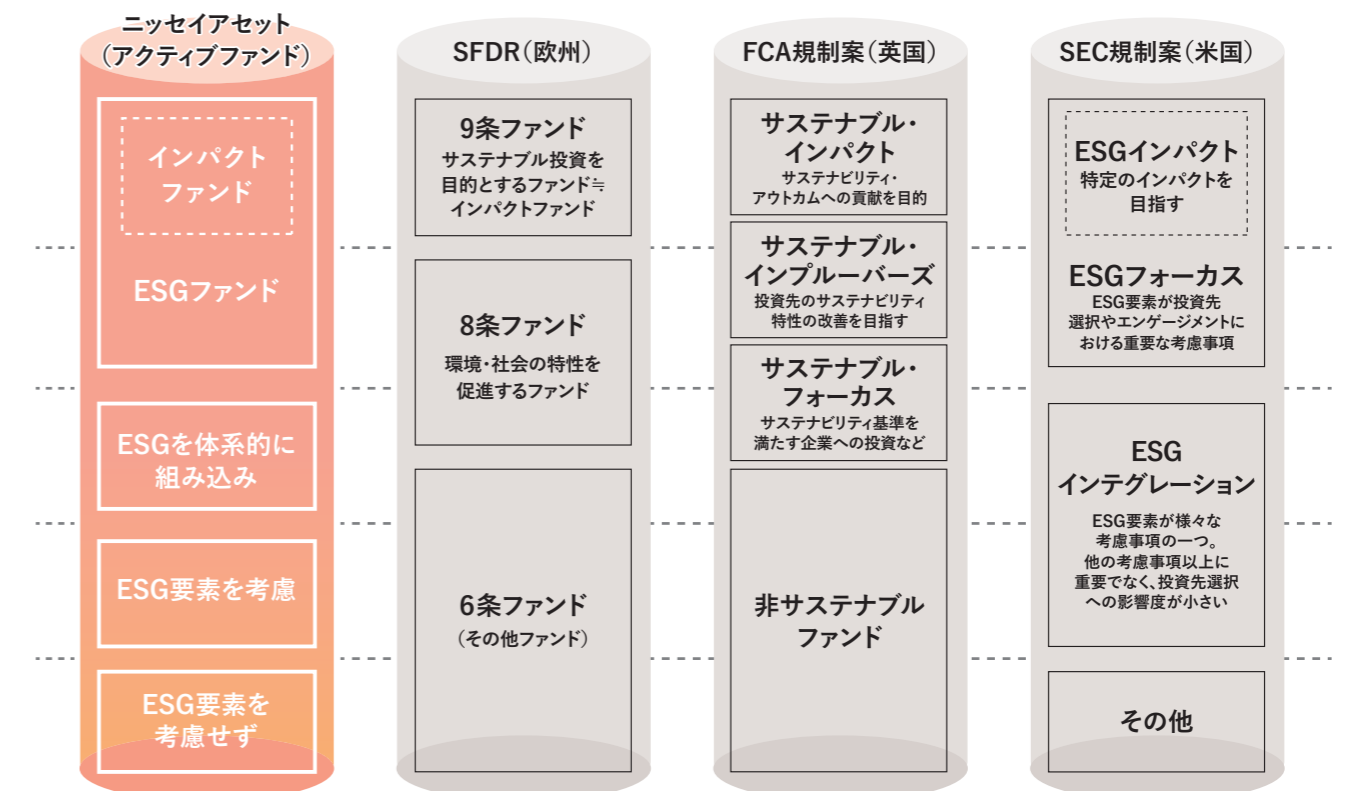 ニッセイアセット
（アクティブファンド）
インパクト
ファンド
ESGファンド
ESGを体系的に
組み込み
ESG要素を考慮
ESG要素を
考慮せず
SFDR（欧州）
9条ファンド
サステナブル投資を
目的とするファンド≒
インパクトファンド
8条ファンド
環境・社会の特性を
促進するファンド
6条ファンド
（その他ファンド）
FCA規制案（英国）
サステナブル・
インパクト
サステナビリティ・
アウトカムへの貢献を目的
サステナブル・
インプルーバーズ
投資先のサステナビリティ
特性の改善を目指す
サステナブル・
フォーカス
サステナビリティ基準を
満たす企業への投資など
非サステナブル
ファンド
SEC規制案（米国）
ESGインパクト
特定のインパクトを
目指す
ESGフォーカス
ESG要素が投資先
選択やエンゲージメントに
おける重要な考慮事項
ESG
インテグレーション
ESG要素が様々な
考慮事項の一つ。
他の考慮事項以上に
重要でなく、投資先選択
への影響度が小さい
その他